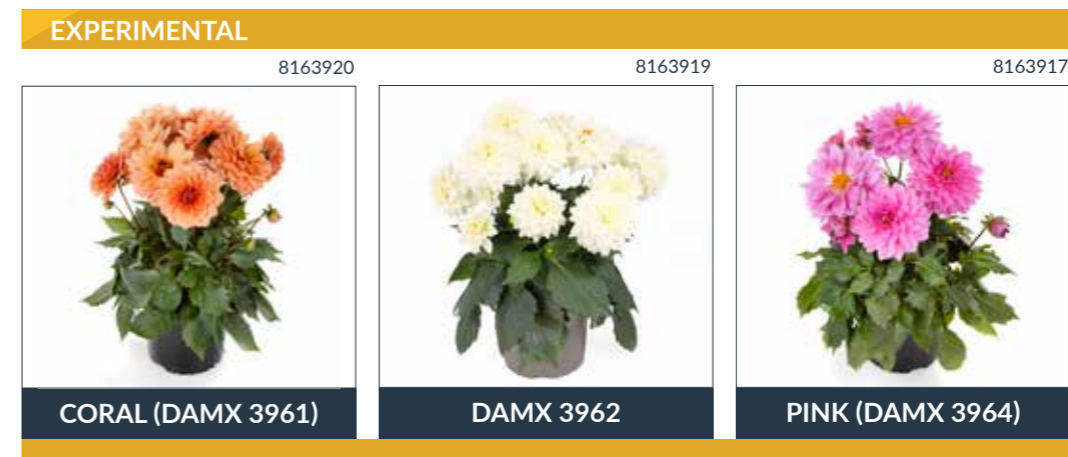 EXPERIMENTAL
8163920
8163919
8163917
CORAL (DAMX 3961)
DAMX 3962
PINK (DAMX 3964)